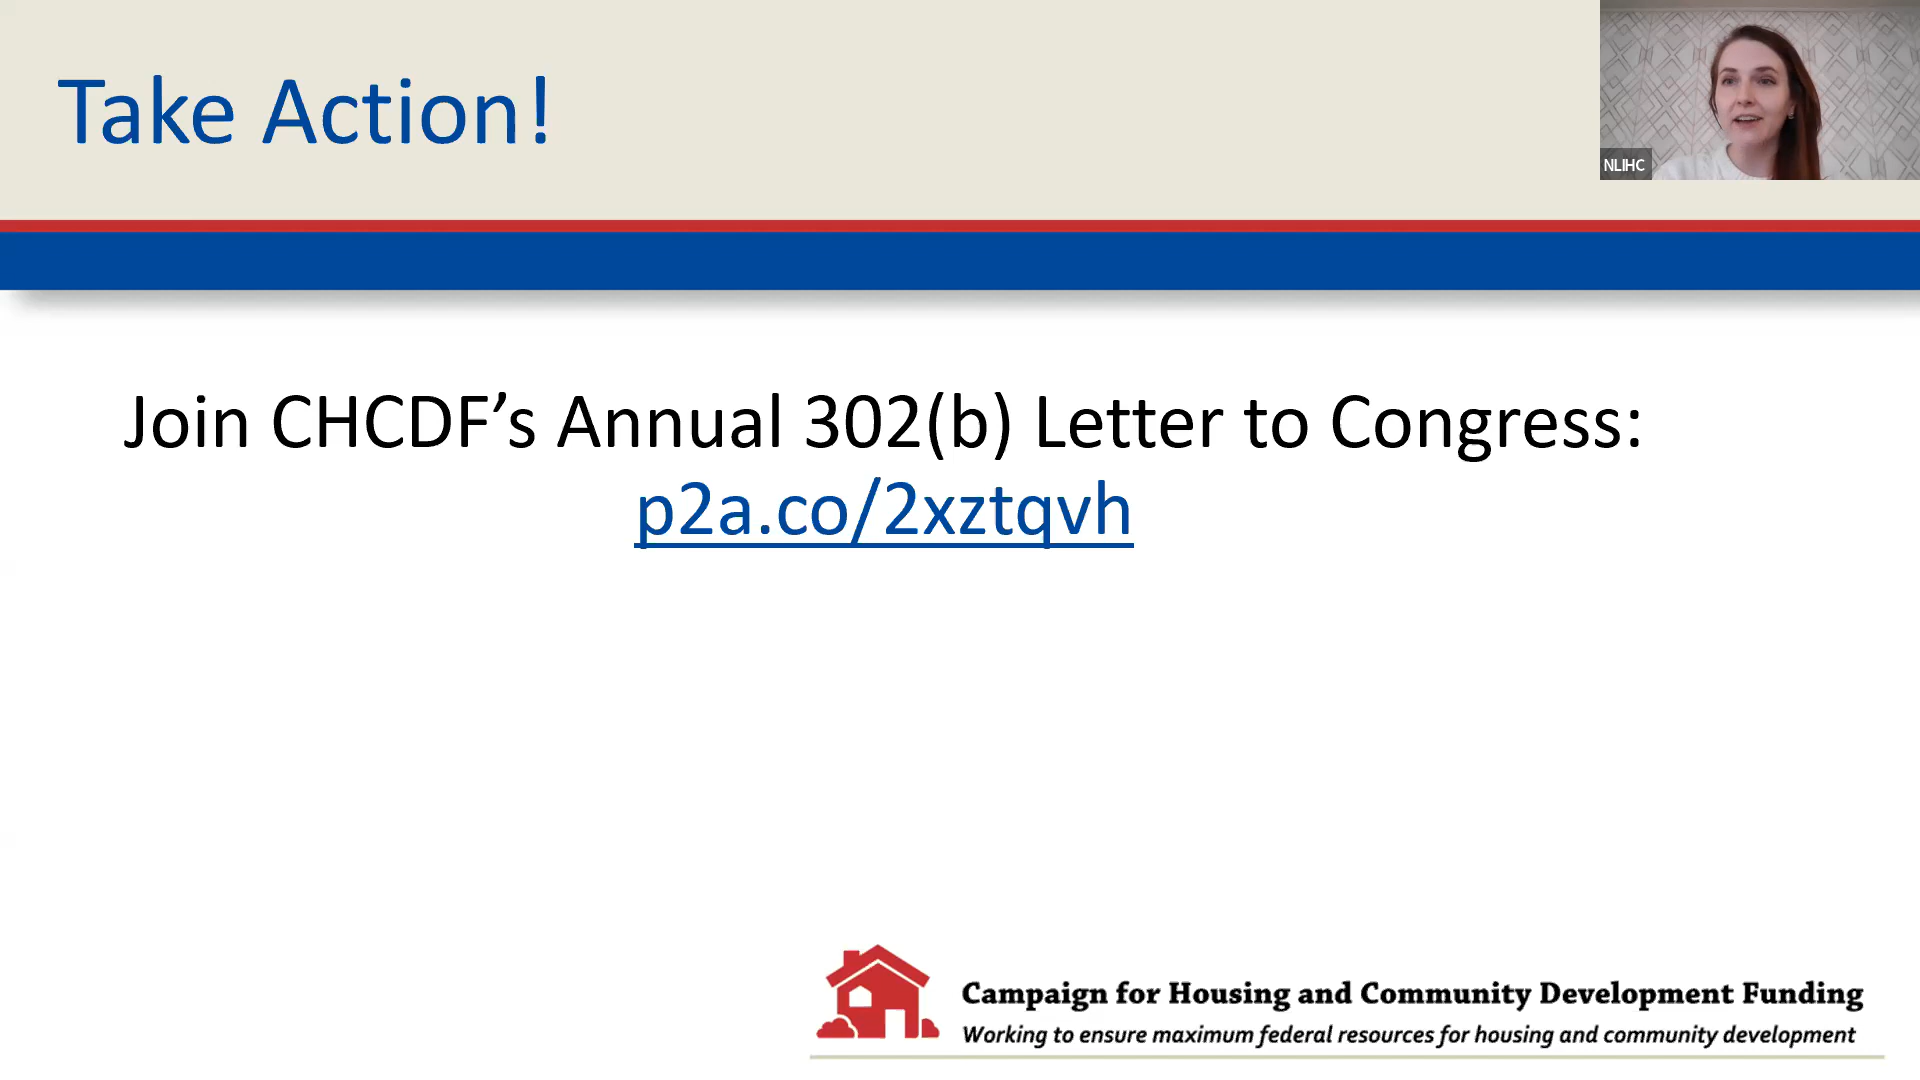 Take Action!
NLIHC
Join CHCDF’s Annual 302(b) Letter to Congress:
p2a.co/2xztqvh
Campaign for Housing and Community Development Funding
Working to ensure maximum federal resources for housing and community development